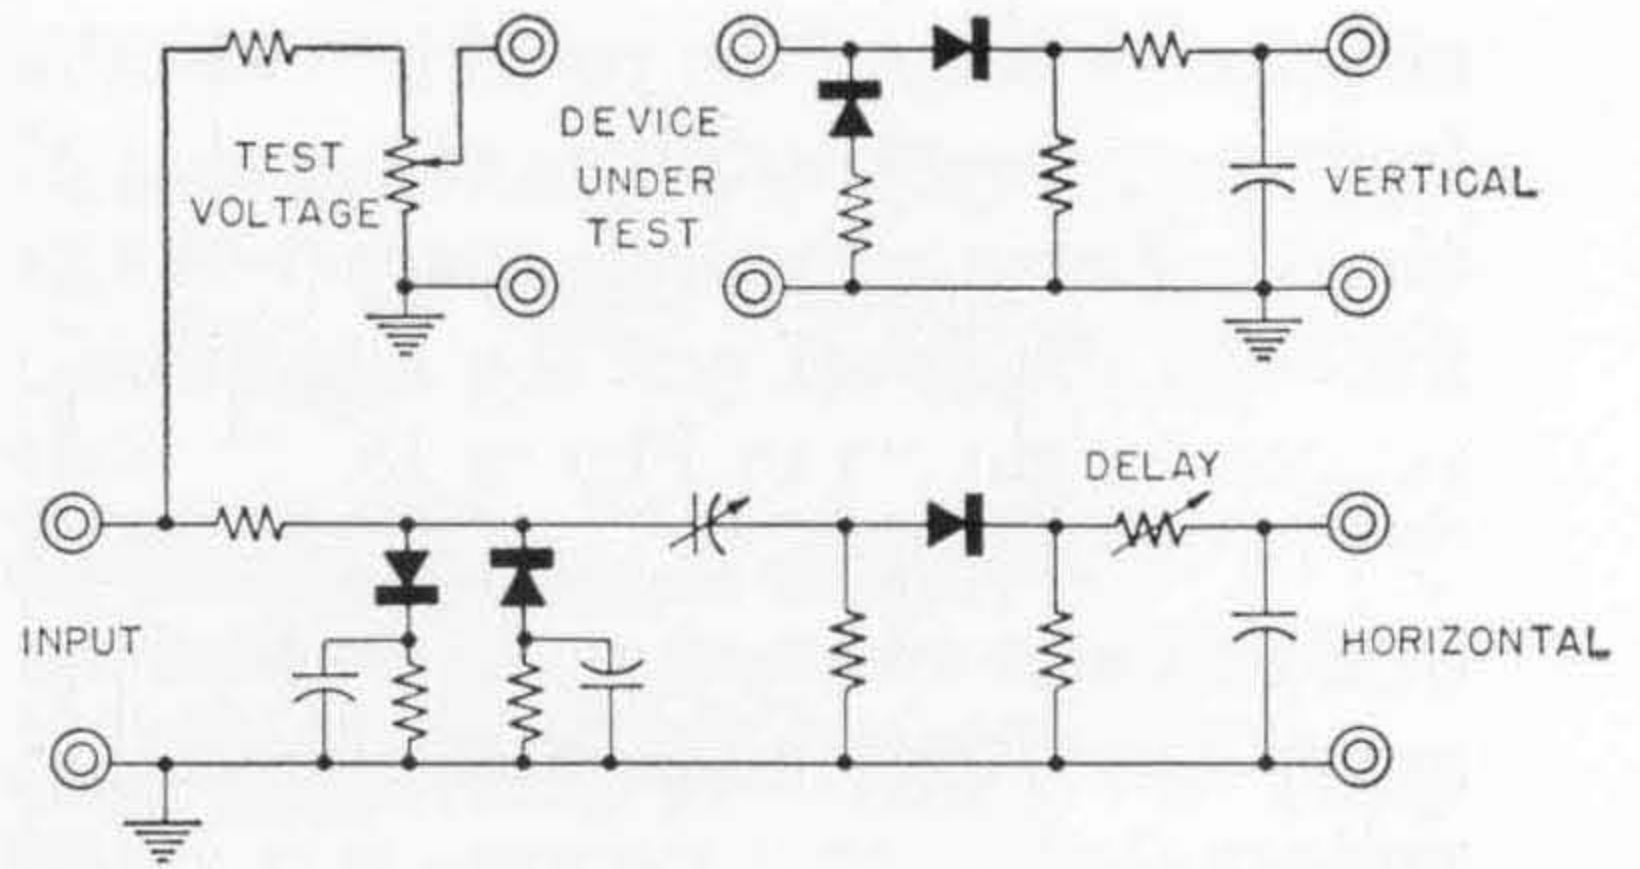 TEST
VOLTAGE
DEVICE
UNDER
TEST
VERTICAL
DELAY
INPUT
HORIZONTAL